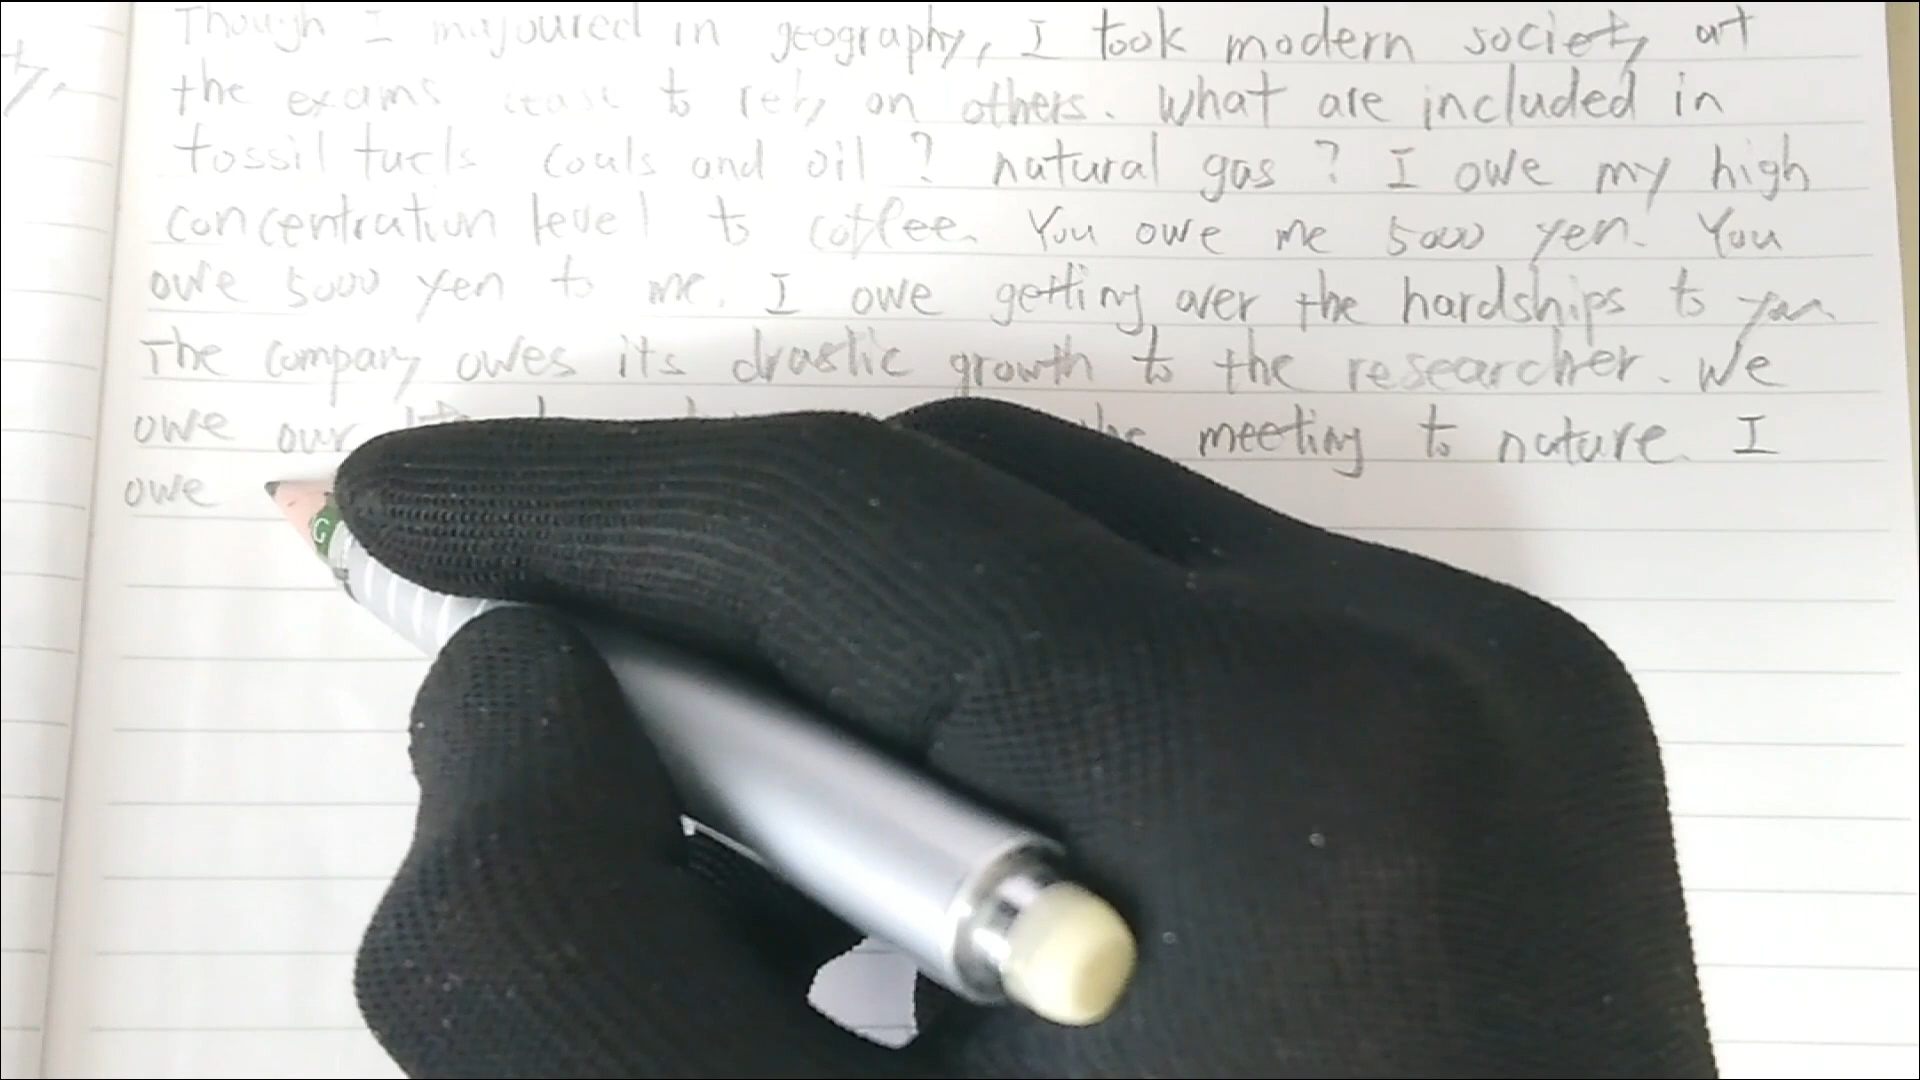 Though I majoured in geography, I took modern society at
the exams cease to rely on others. What are included in
fossil fuels coals and oil ? natural gas ? I owe my high
concentration level to coffee. You owe me 5000 yen. You
owe 5000 yen to me. I owe getting over the hardships to you.
The company owes its drastic growth to the researcher. We
owe our the meeting to nature. I
owe
G